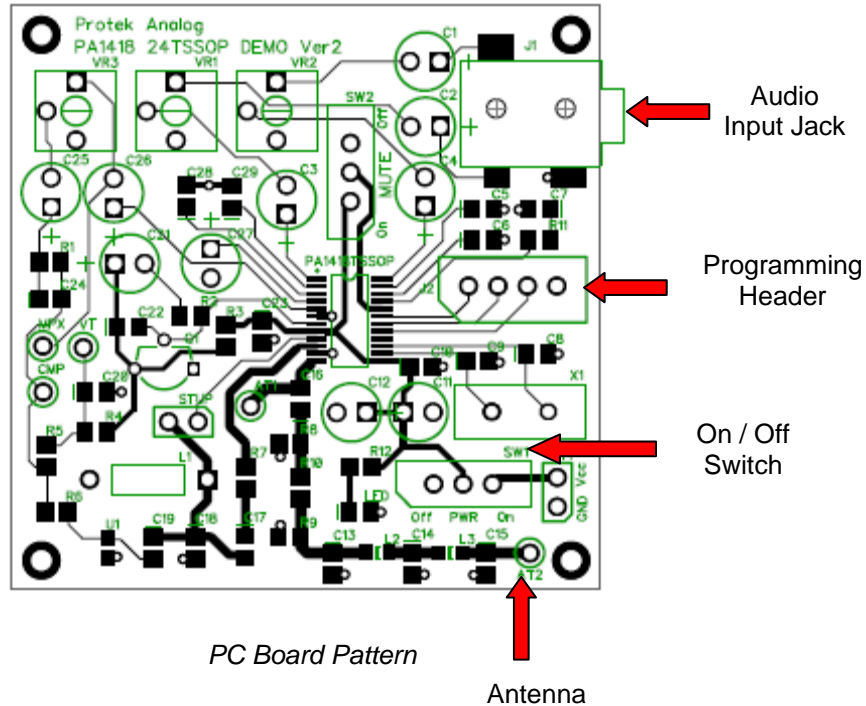 Protek Analog
PA1418 24TSSOP DEMO Ver2
VR3 VR1 VR2 C1 J1
SW2 Off C2
MUTE
On
C25 C26 C28 C29 C3 C4
C5 C7
C6 R11
C21 C27 PA1418TSSOP
R1 J2
C24
C22 R2 R3 C23
MPX VT Q1 C10 C9 C8
CMP C20 STUP AT1 C16 C12 C11 X1
R5 R4 R8
L1 R7 R10 R12 SW1
Vcc
GND
R6 LED Off PWR On
U1 C19 C18 C17 R9 C13 L2 C14 L3 C15
AT2
Audio
Input Jack
Programming
Header
On / Off
Switch
PC Board Pattern
Antenna